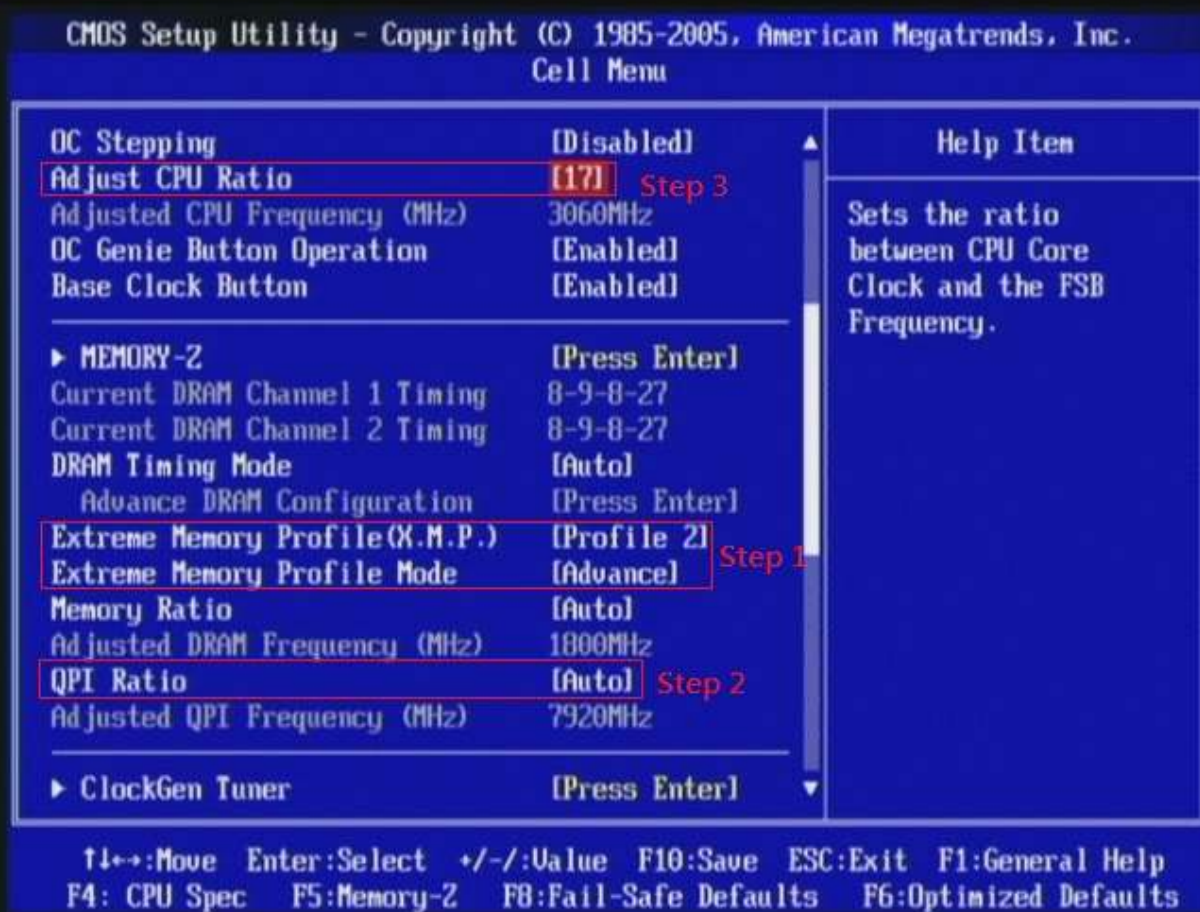 CMOS Setup Utility - Copyright (C) 1985-2005, American Megatrends, Inc.
Cell Menu
OC Stepping [Disabled]
Adjust CPU Ratio [17] Step 3
Adjusted CPU Frequency (MHz) 3060MHz
OC Genie Button Operation [Enabled]
Base Clock Button [Enabled]
▶ MEMORY-Z [Press Enter]
Current DRAM Channel 1 Timing 8-9-8-27
Current DRAM Channel 2 Timing 8-9-8-27
DRAM Timing Mode [Auto]
Advance DRAM Configuration [Press Enter]
Extreme Memory Profile(X.M.P.) [Profile 2]
Step 1
Extreme Memory Profile Mode [Advance]
Memory Ratio [Auto]
Adjusted DRAM Frequency (MHz) 1800MHz
QPI Ratio [Auto] Step 2
Adjusted QPI Frequency (MHz) 7920MHz
▶ ClockGen Tuner [Press Enter]
Help Item
Sets the ratio
between CPU Core
Clock and the FSB
Frequency.
↑↓←→:Move Enter:Select +/-/:Value F10:Save ESC:Exit F1:General Help
F4: CPU Spec F5:Memory-Z F8:Fail-Safe Defaults F6:Optimized Defaults